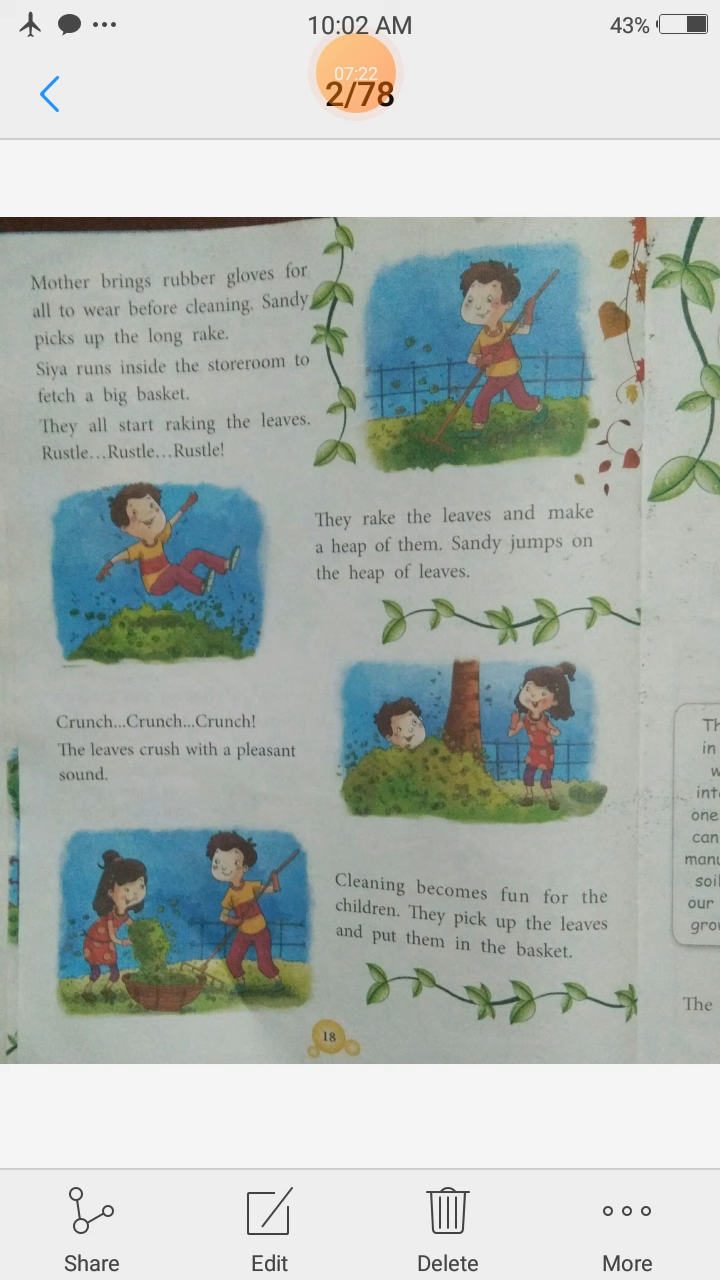 10:02 AM
43%
07:22
2/78
Mother brings rubber gloves for
all to wear before cleaning. Sandy
picks up the long rake.
Siya runs inside the storeroom to
fetch a big basket.
They all start raking the leaves.
Rustle...Rustle...Rustle!
They rake the leaves and make
a heap of them. Sandy jumps on
the heap of leaves.
Crunch...Crunch...Crunch!
The leaves crush with a pleasant
sound.
Cleaning becomes fun for the
children. They pick up the leaves
and put them in the basket.
18
Th
in
w
inte
one
can
manu
soil
our
grow
The
Share
Edit
Delete
More